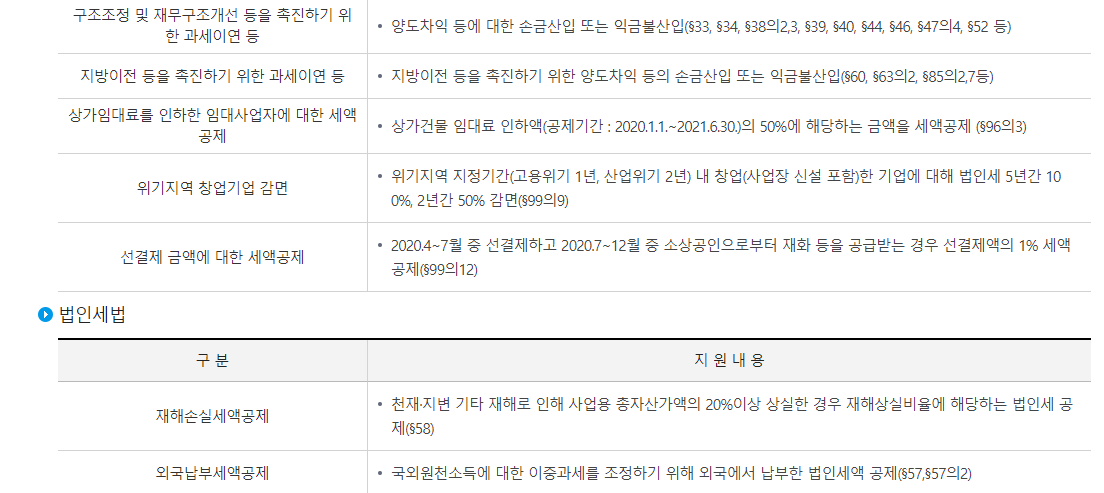 구조조정 및 재무구조개선 등을 촉진하기 위
한 과세이연 등
• 양도차익 등에 대한 손금산입 또는 익금불산입(§33, §34, §38의2,3, §39, §40, §44, §46, §47의4, §52 등)
지방이전 등을 촉진하기 위한 과세이연 등
• 지방이전 등을 촉진하기 위한 양도차익 등의 손금산입 또는 익금불산입(§60, §63의2, §85의2,7등)
상가임대료를 인하한 임대사업자에 대한 세액
공제
• 상가건물 임대료 인하액(공제기간 : 2020.1.1.~2021.6.30.)의 50%에 해당하는 금액을 세액공제 (§96의3)
위기지역 창업기업 감면
• 위기지역 지정기간(고용위기 1년, 산업위기 2년) 내 창업(사업장 신설 포함)한 기업에 대해 법인세 5년간 10
0%, 2년간 50% 감면(§99의9)
선결제 금액에 대한 세액공제
• 2020.4~7월 중 선결제하고 2020.7~12월 중 소상공인으로부터 재화 등을 공급받는 경우 선결제액의 1% 세액
공제(§99의12)
법인세법
구 분
지 원 내 용
재해손실세액공제
• 천재·지변 기타 재해로 인해 사업용 총자산가액의 20%이상 상실한 경우 재해상실비율에 해당하는 법인세 공
제(§58)
외국납부세액공제
• 국외원천소득에 대한 이중과세를 조정하기 위해 외국에서 납부한 법인세액 공제(§57,§57의2)